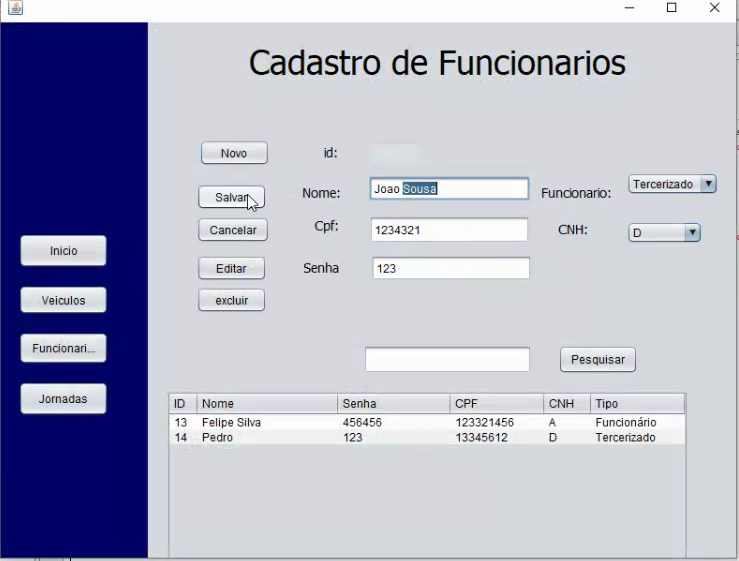 Cadastro de Funcionarios
Novo
id:
Salvar
Nome:
Joao Sousa
Funcionario:
Tercerizado
Cancelar
Cpf:
1234321
CNH:
D
Inicio
Editar
Senha
123
Veiculos
excluir
Funcionari...
Pesquisar
Jornadas
ID Nome Senha CPF CNH Tipo
13 Felipe Silva 456456 123321456 A Funcionário
14 Pedro 123 13345612 D Tercerizado